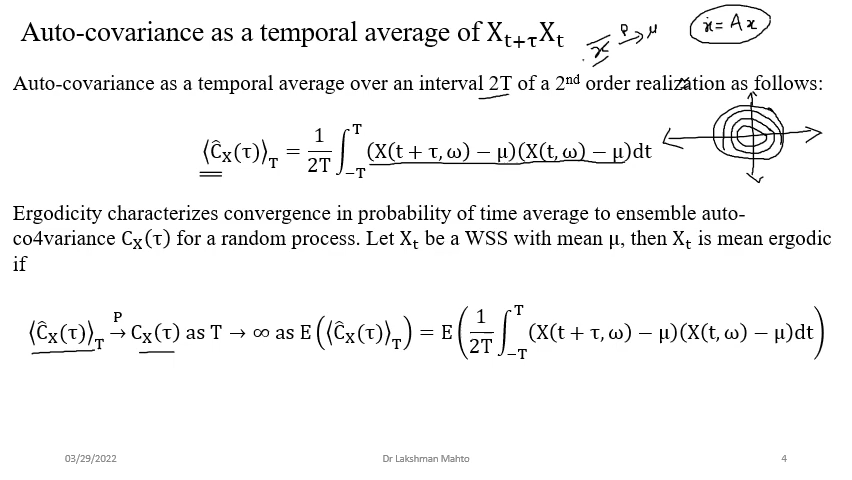 Auto-covariance as a temporal average of X_{t+τ}X_t
x̄ →^P μ
ẋ = Ax
Auto-covariance as a temporal average over an interval 2T of a 2nd order realization as follows:
⟨Ĉ_X(τ)⟩_T = 1/2T ∫_{-T}^{T} (X(t + τ, ω) − μ)(X(t, ω) − μ)dt
Ergodicity characterizes convergence in probability of time average to ensemble auto-
co4variance C_X(τ) for a random process. Let X_t be a WSS with mean μ, then X_t is mean ergodic
if
⟨Ĉ_X(τ)⟩_T →^P C_X(τ) as T → ∞ as E(⟨Ĉ_X(τ)⟩_T) = E(1/2T ∫_{-T}^{T} (X(t + τ, ω) − μ)(X(t, ω) − μ)dt)
03/29/2022
Dr Lakshman Mahto
4